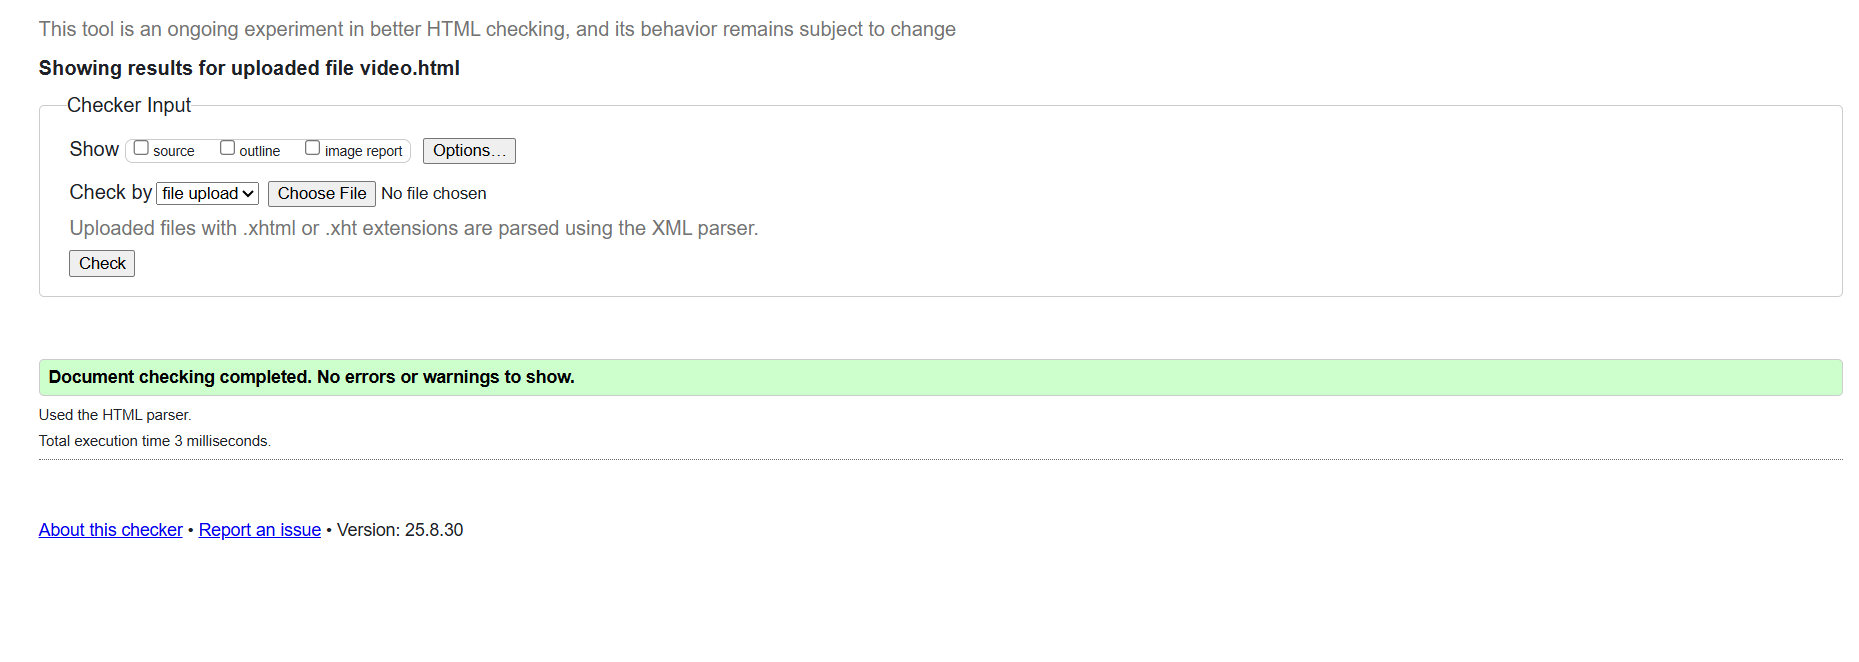 This tool is an ongoing experiment in better HTML checking, and its behavior remains subject to change
Showing results for uploaded file video.html
Checker Input
Show source outline image report Options...
Check by file upload Choose File No file chosen
Uploaded files with .xhtml or .xht extensions are parsed using the XML parser.
Check
Document checking completed. No errors or warnings to show.
Used the HTML parser.
Total execution time 3 milliseconds.
About this checker • Report an issue • Version: 25.8.30